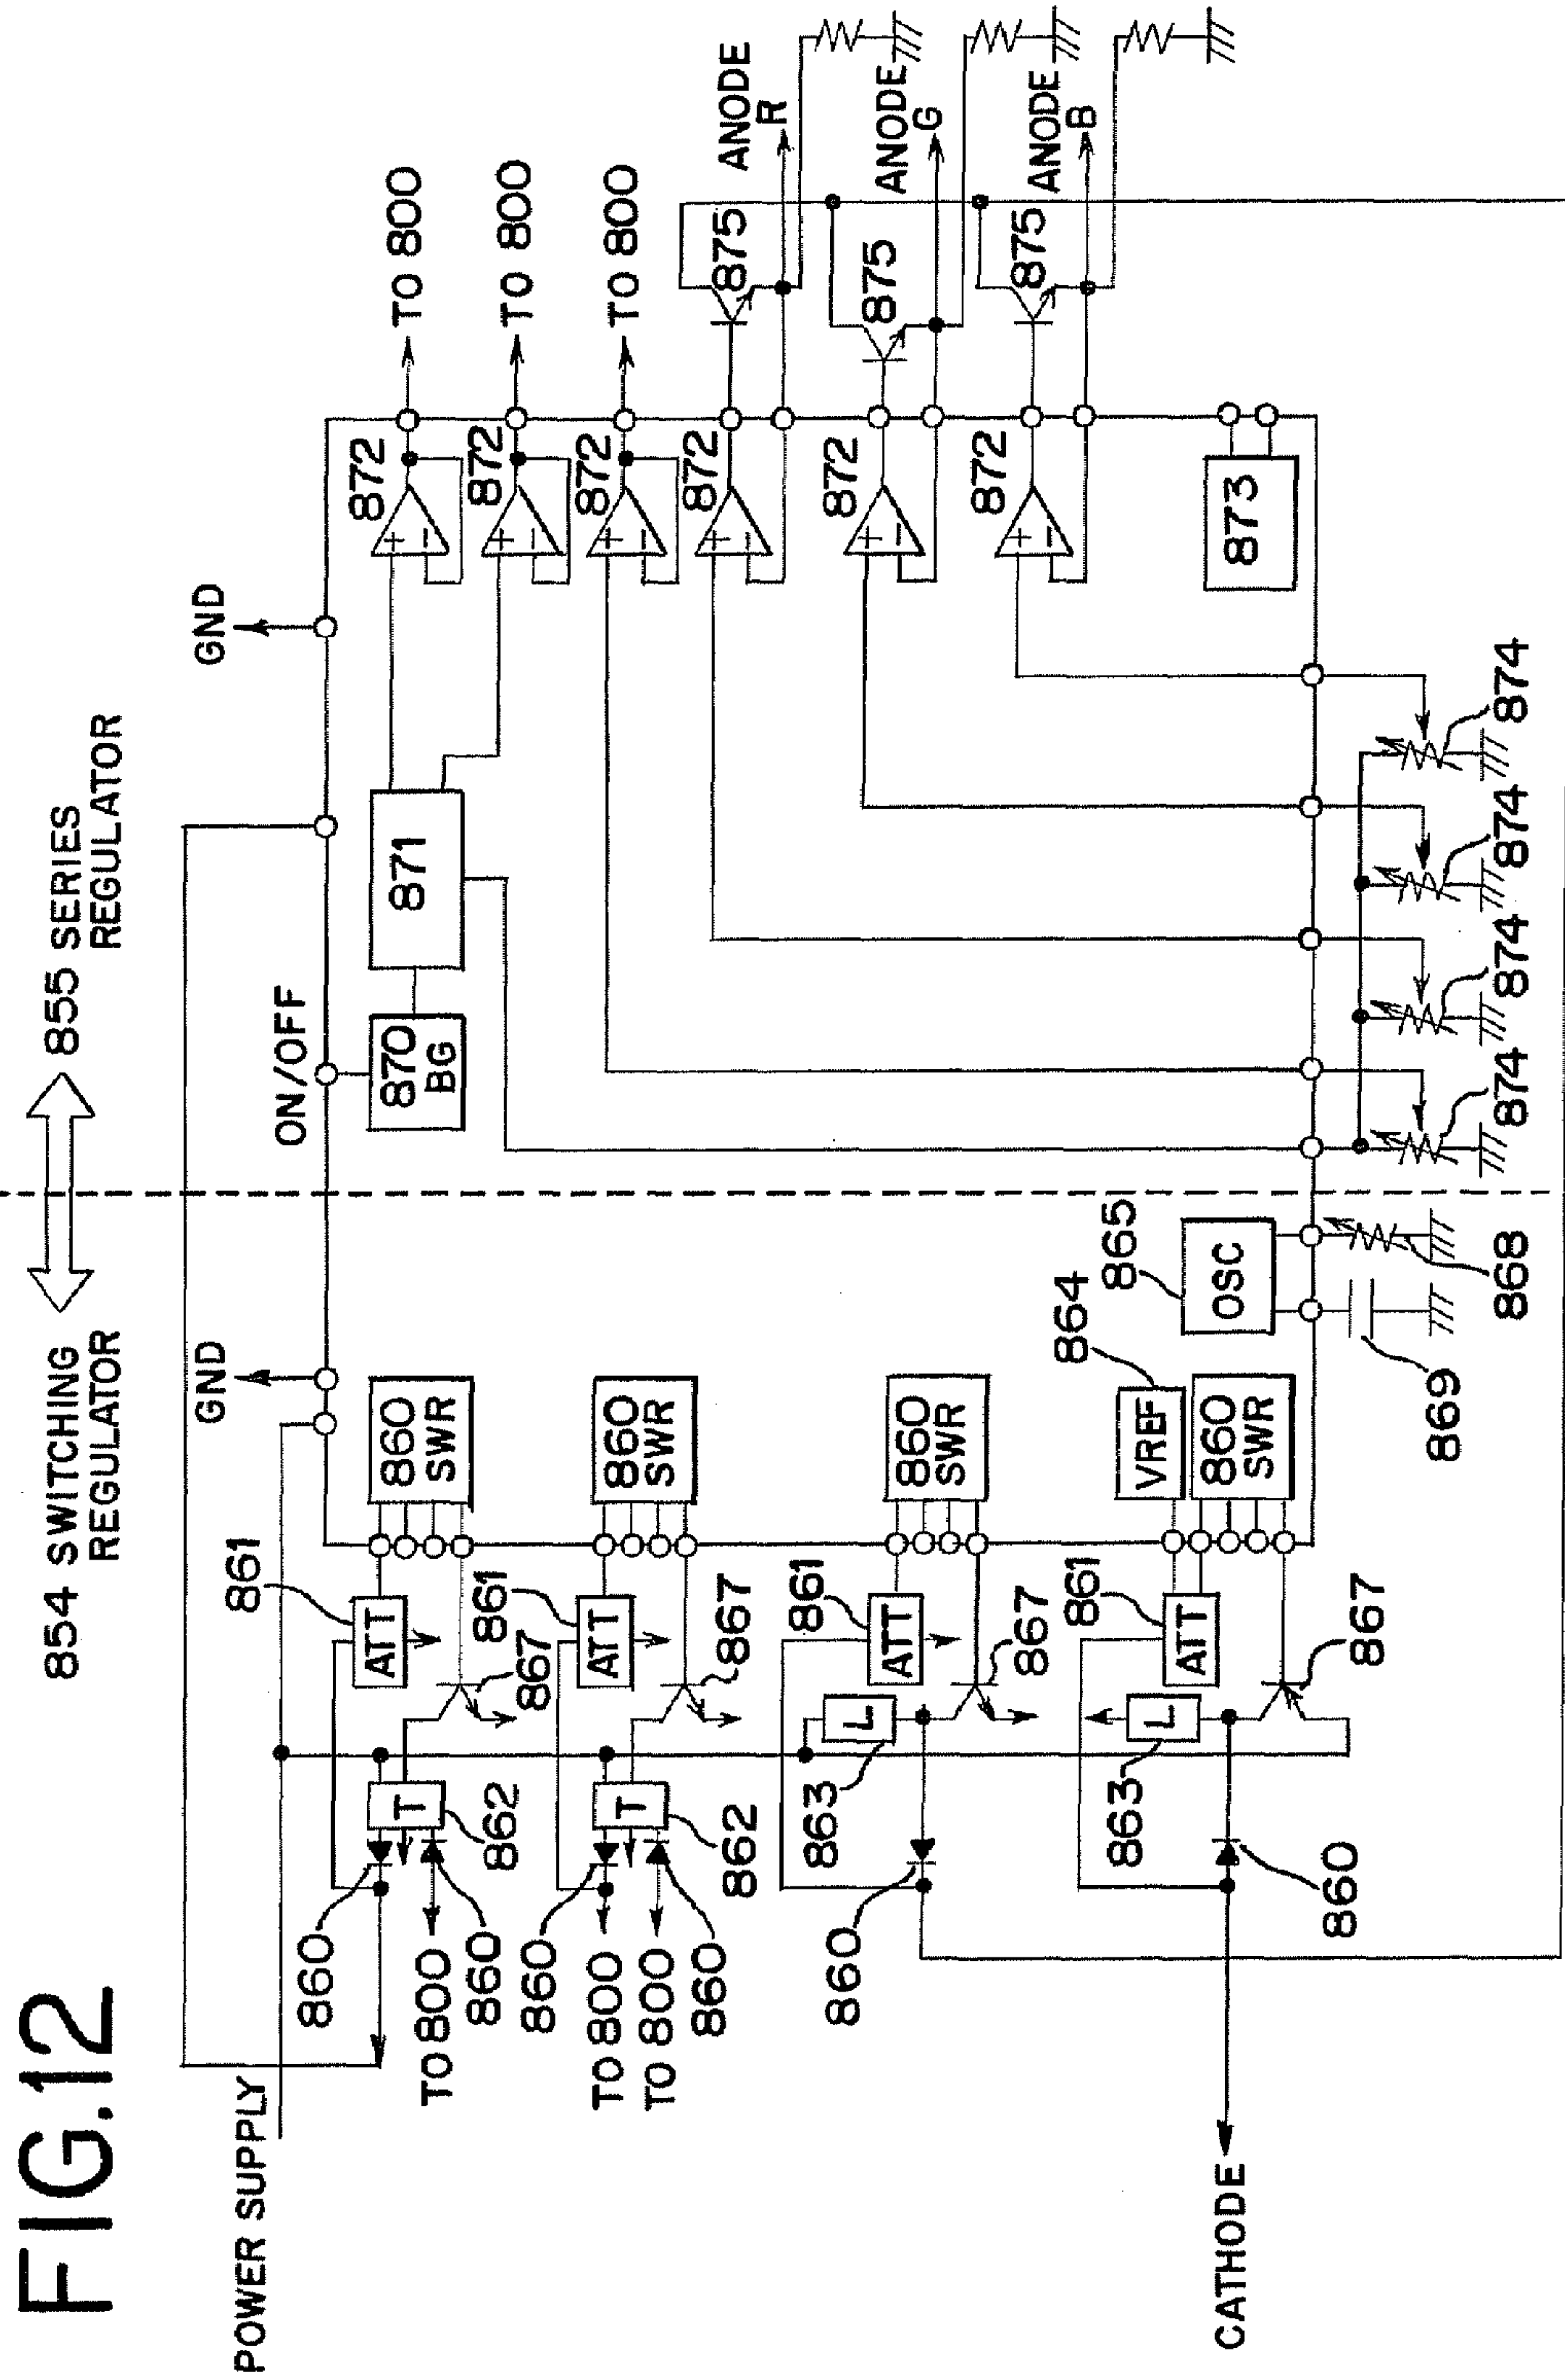 FIG.12
854 SWITCHING
REGULATOR
855 SERIES
REGULATOR
POWER SUPPLY
GND
ON/OFF
GND
860
TO 800
860
862
861
ATT
T
867
860
SWR
870
BG
871
872
TO 800
872
TO 800
872
TO 800
860
TO 800
TO 800
860
862
861
ATT
T
867
860
SWR
872
875
ANODE
R
860
863
L
861
ATT
867
860
SWR
872
875
ANODE
G
863
L
861
ATT
867
864
VREF
860
SWR
865
OSC
872
875
ANODE
B
873
860
CATHODE
869
868
874
874
874
874
+
-
+
-
+
-
+
-
+
-
+
-